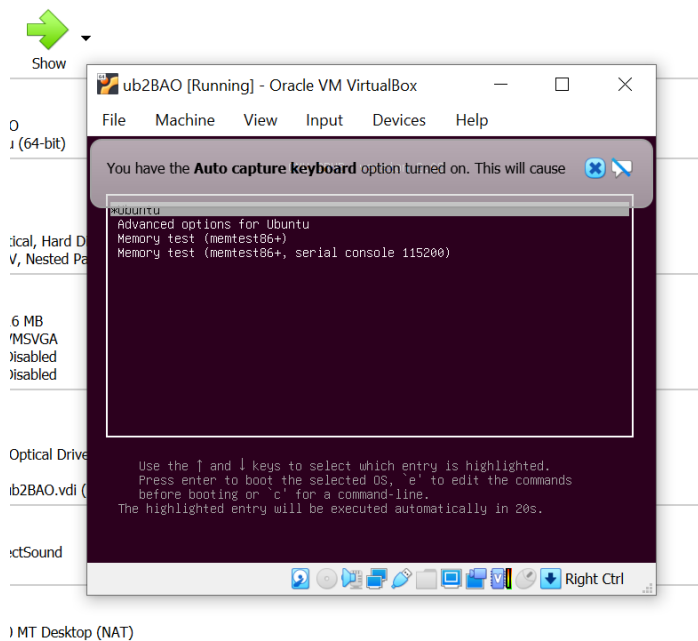 Show
ub2BAO [Running] - Oracle VM VirtualBox
File Machine View Input Devices Help
O
(64-bit)
You have the Auto capture keyboard option turned on. This will cause
*Ubuntu
Advanced options for Ubuntu
Memory test (memtest86+)
Memory test (memtest86+, serial console 115200)
tical, Hard D
V, Nested Pa
6 MB
MSVGA
Disabled
Disabled
Optical Drive
ub2BAO.vdi (
ectSound
Use the ↑ and ↓ keys to select which entry is highlighted.
Press enter to boot the selected OS, `e' to edit the commands
before booting or `c' for a command-line.
The highlighted entry will be executed automatically in 20s.
Right Ctrl
0 MT Desktop (NAT)